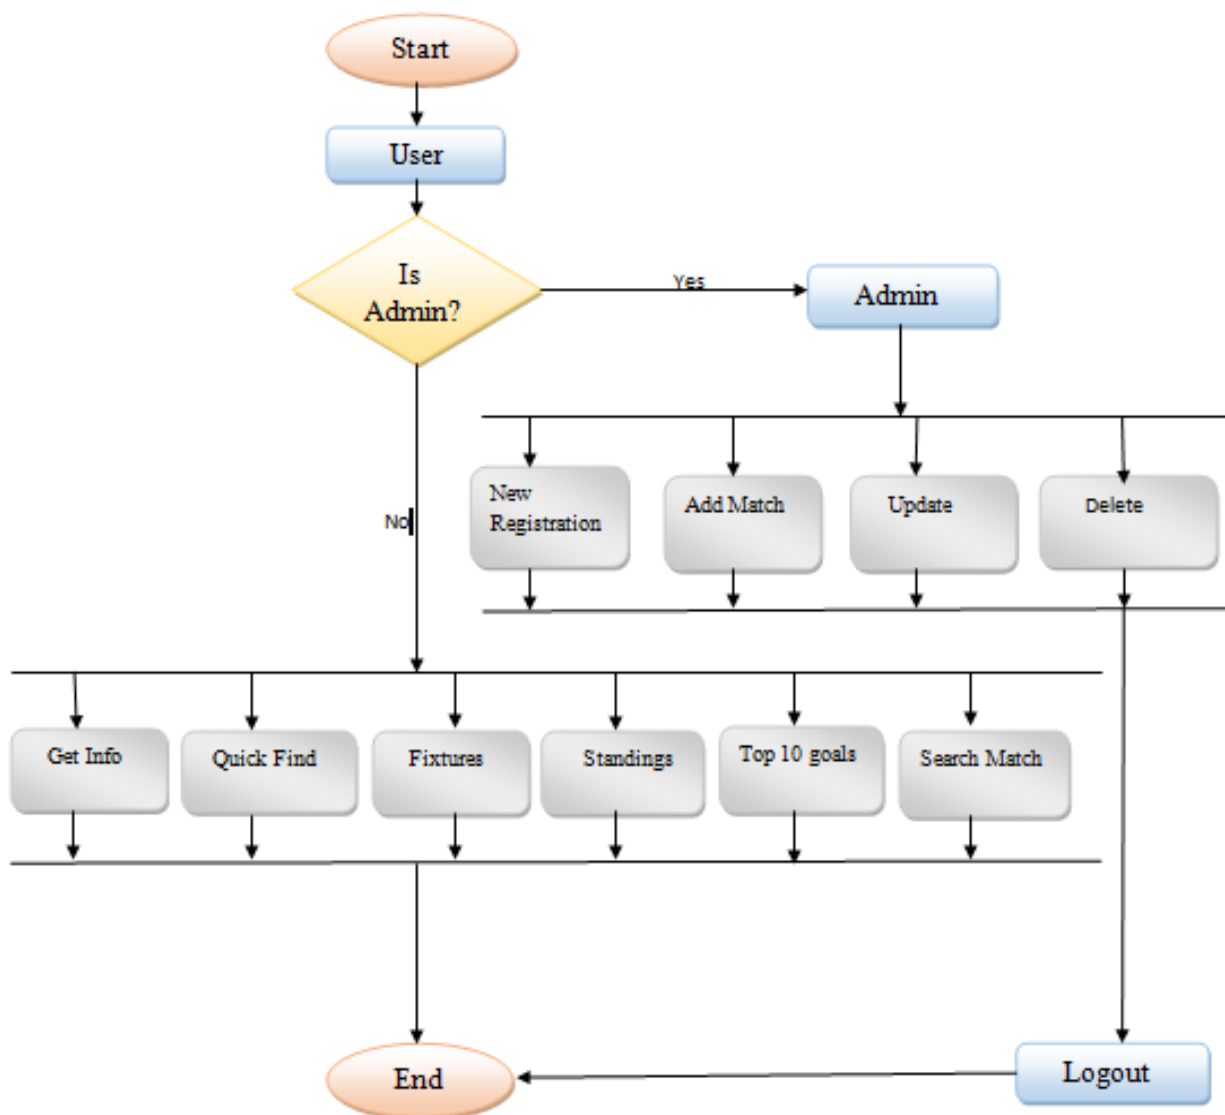 Start
User
Is
Admin?
Yes
Admin
New
Registration
Add Match
Update
Delete
No
Get Info
Quick Find
Fixtures
Standings
Top 10 goals
Search Match
End
Logout